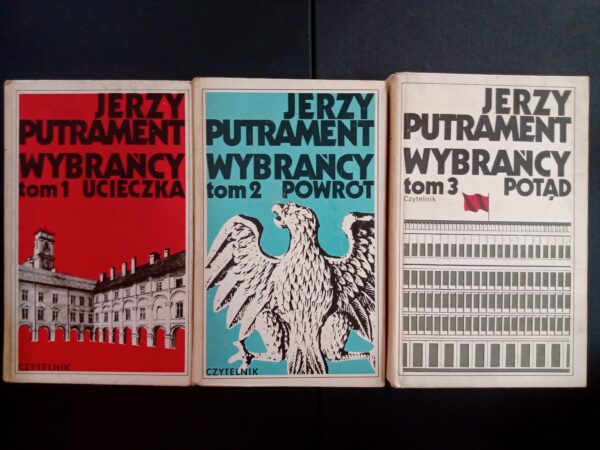 JERZY
PUTRAMENT
WYBRAŃCY
tom 1 UCIECZKA
CZYTELNIK
JERZY
PUTRAMENT
WYBRAŃCY
tom 2 POWRÓT
CZYTELNIK
JERZY
PUTRAMENT
WYBRAŃCY
tom 3 POTĄD
Czytelnik